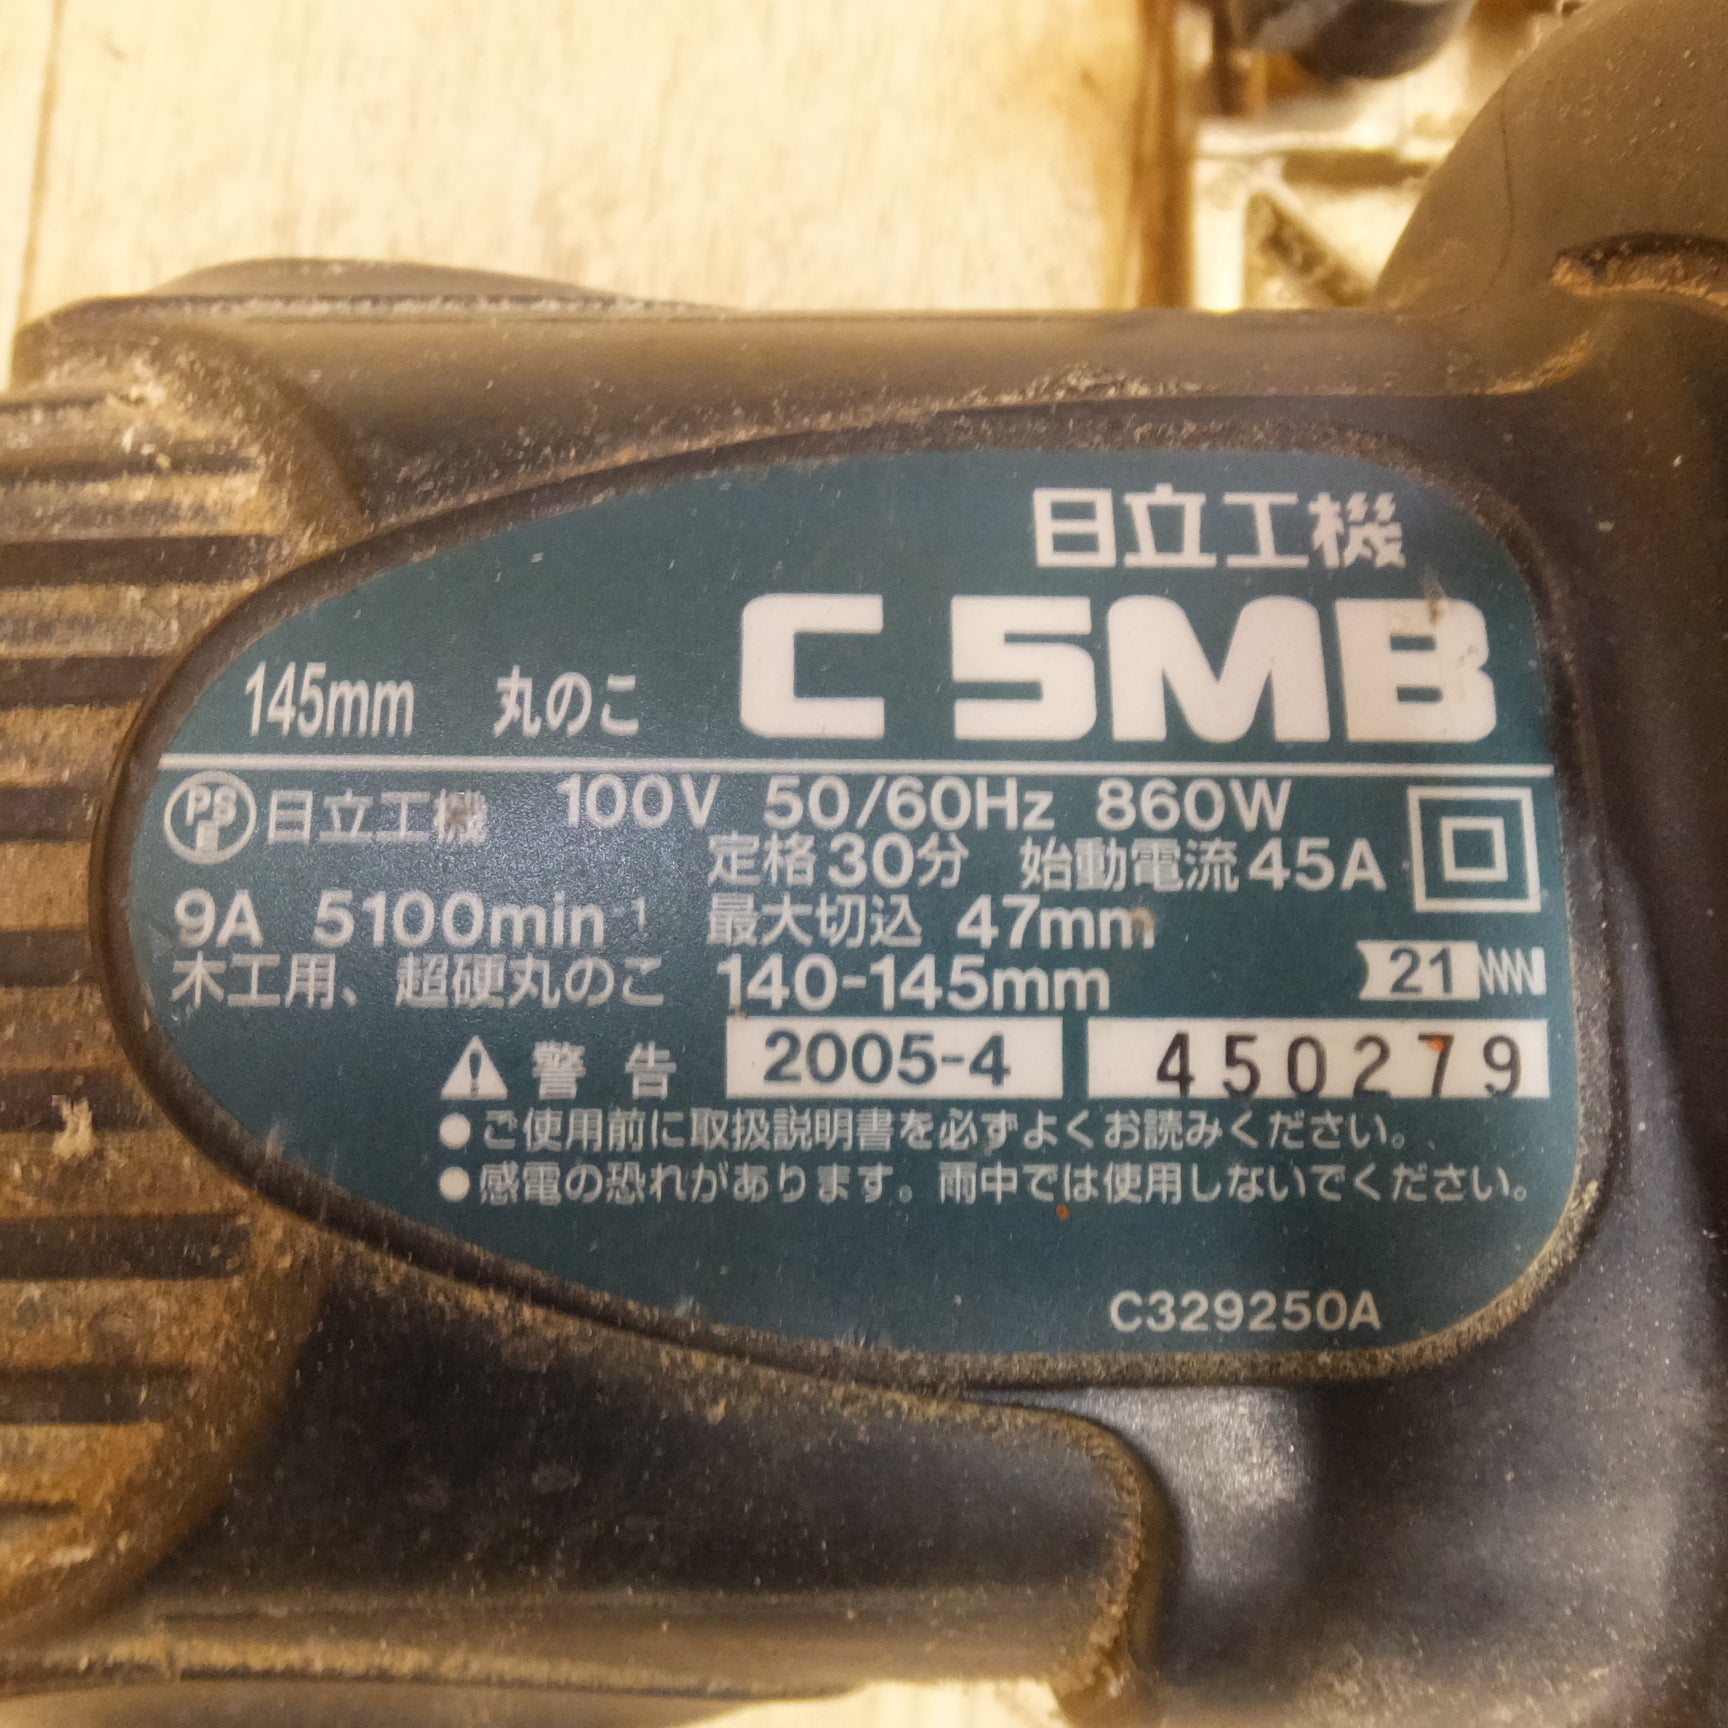 日立工機
145mm 丸のこ C 5MB
PSE 日立工機 100V 50/60Hz 860W
定格30分 始動電流45A
9A 5100min⁻¹ 最大切込 47mm
木工用、超硬丸のこ 140-145mm
21
警告 2005-4 450279
●ご使用前に取扱説明書を必ずよくお読みください。
●感電の恐れがあります。雨中では使用しないでください。
C329250A